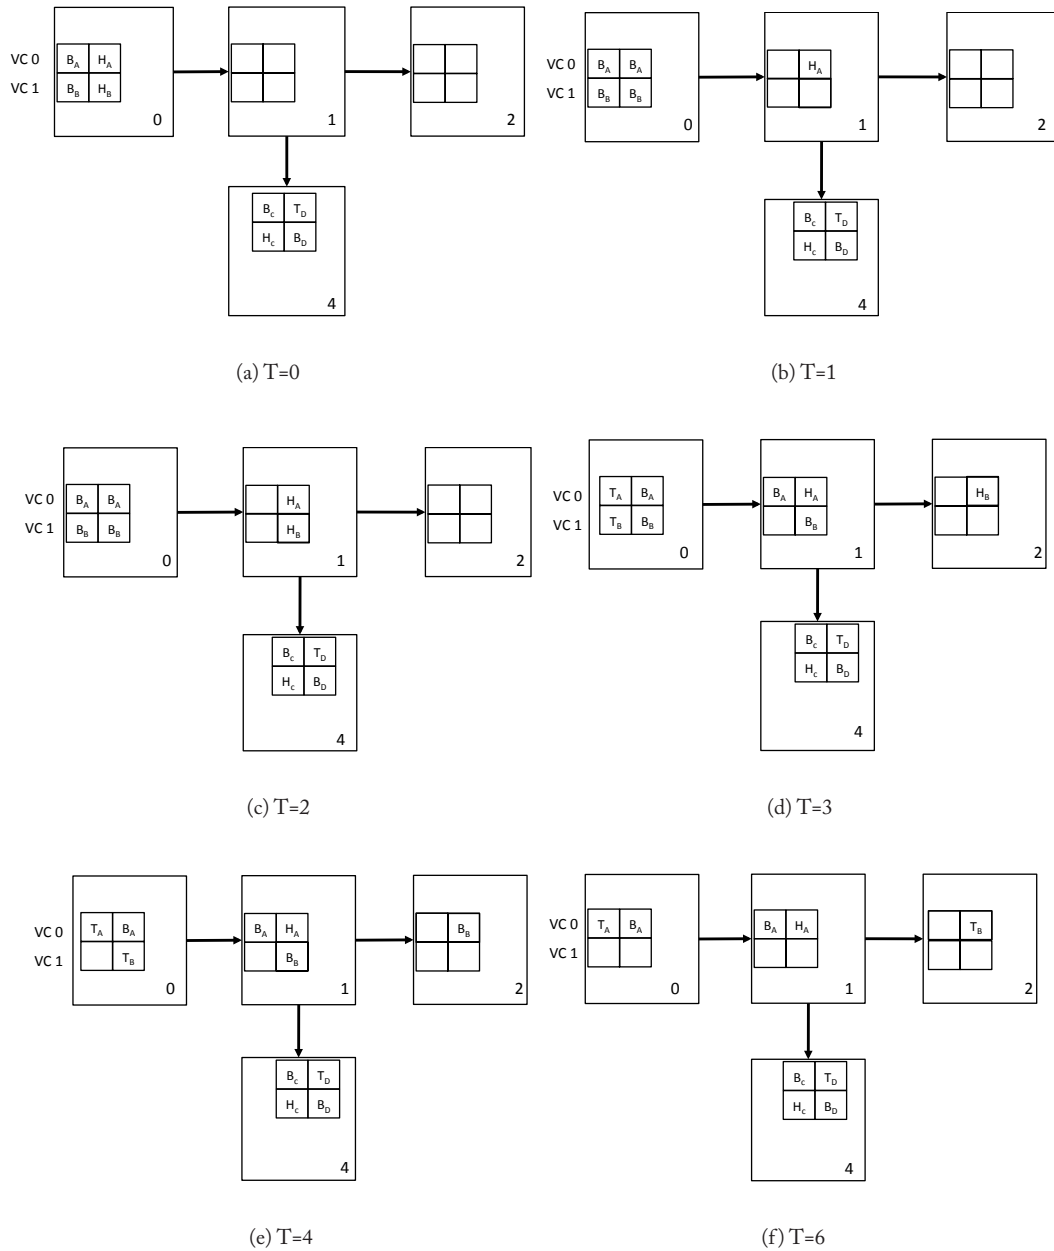 VC 0 B_A H_A
VC 1 B_B H_B
0 1 2
B_c T_D
H_c B_D
4
(a) T=0
VC 0 B_A B_A H_A
VC 1 B_B B_B
0 1 2
B_c T_D
H_c B_D
4
(b) T=1
VC 0 B_A B_A H_A
VC 1 B_B B_B H_B
0 1 2
B_c T_D
H_c B_D
4
(c) T=2
VC 0 T_A B_A B_A H_A H_B
VC 1 T_B B_B B_B
0 1 2
B_c T_D
H_c B_D
4
(d) T=3
VC 0 T_A B_A B_A H_A B_B
VC 1 T_B B_B
0 1 2
B_c T_D
H_c B_D
4
(e) T=4
VC 0 T_A B_A B_A H_A T_B
VC 1
0 1 2
B_c T_D
H_c B_D
4
(f) T=6